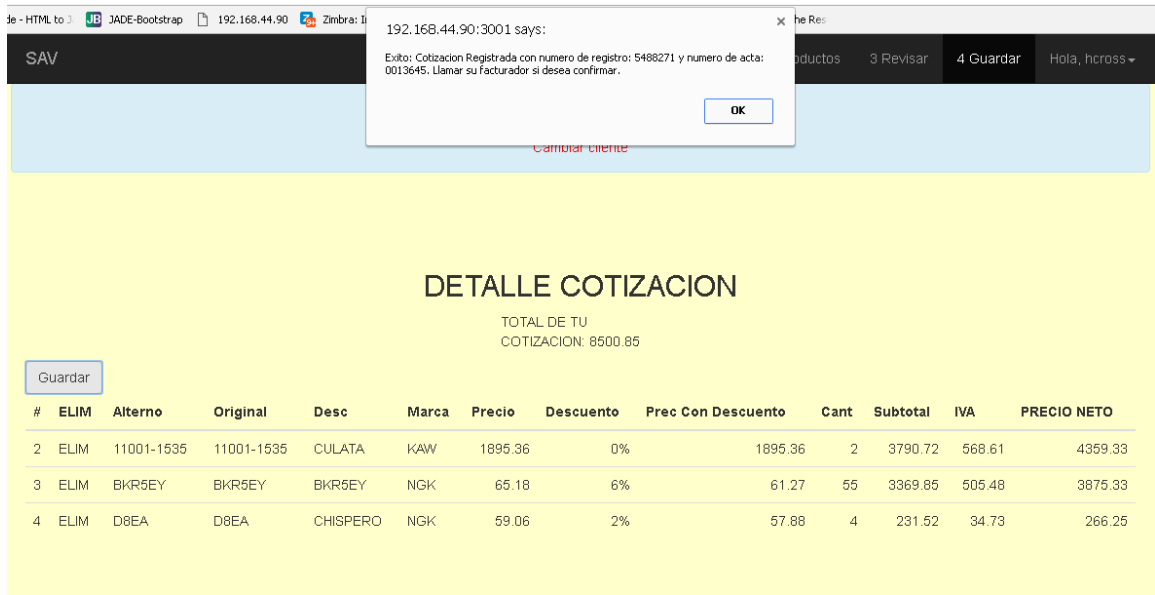 de - HTML to J JB JADE-Bootstrap 192.168.44.90 Zimbra: I he Res
192.168.44.90:3001 says:
Exito: Cotizacion Registrada con numero de registro: 5488271 y numero de acta:
0013645. Llamar su facturador si desea confirmar.
OK
SAV ductos 3 Revisar 4 Guardar Hola, hcross
Cambiar cliente
DETALLE COTIZACION
TOTAL DE TU
COTIZACION: 8500.85
Guardar
# ELIM Alterno Original Desc Marca Precio Descuento Prec Con Descuento Cant Subtotal IVA PRECIO NETO
2 ELIM 11001-1535 11001-1535 CULATA KAW 1895.36 0% 1895.36 2 3790.72 568.61 4359.33
3 ELIM BKR5EY BKR5EY BKR5EY NGK 65.18 6% 61.27 55 3369.85 505.48 3875.33
4 ELIM D8EA D8EA CHISPERO NGK 59.06 2% 57.88 4 231.52 34.73 266.25